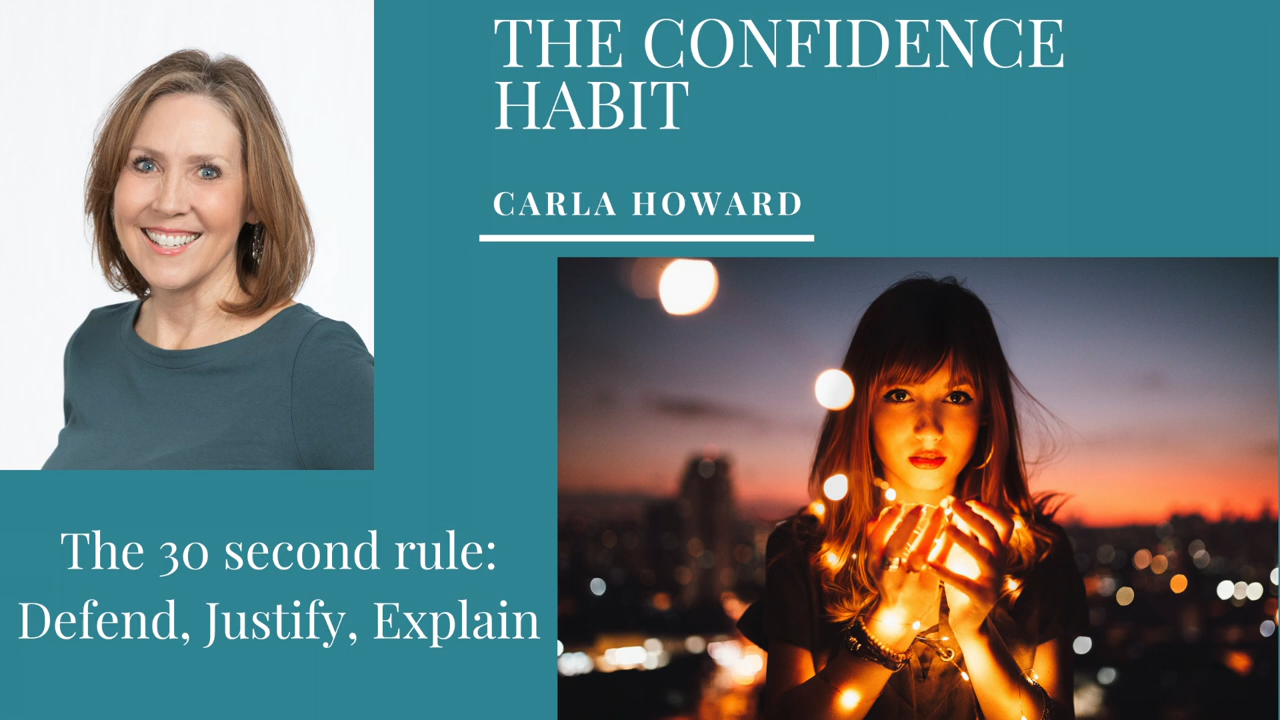 THE CONFIDENCE
HABIT
CARLA HOWARD
The 30 second rule:
Defend, Justify, Explain